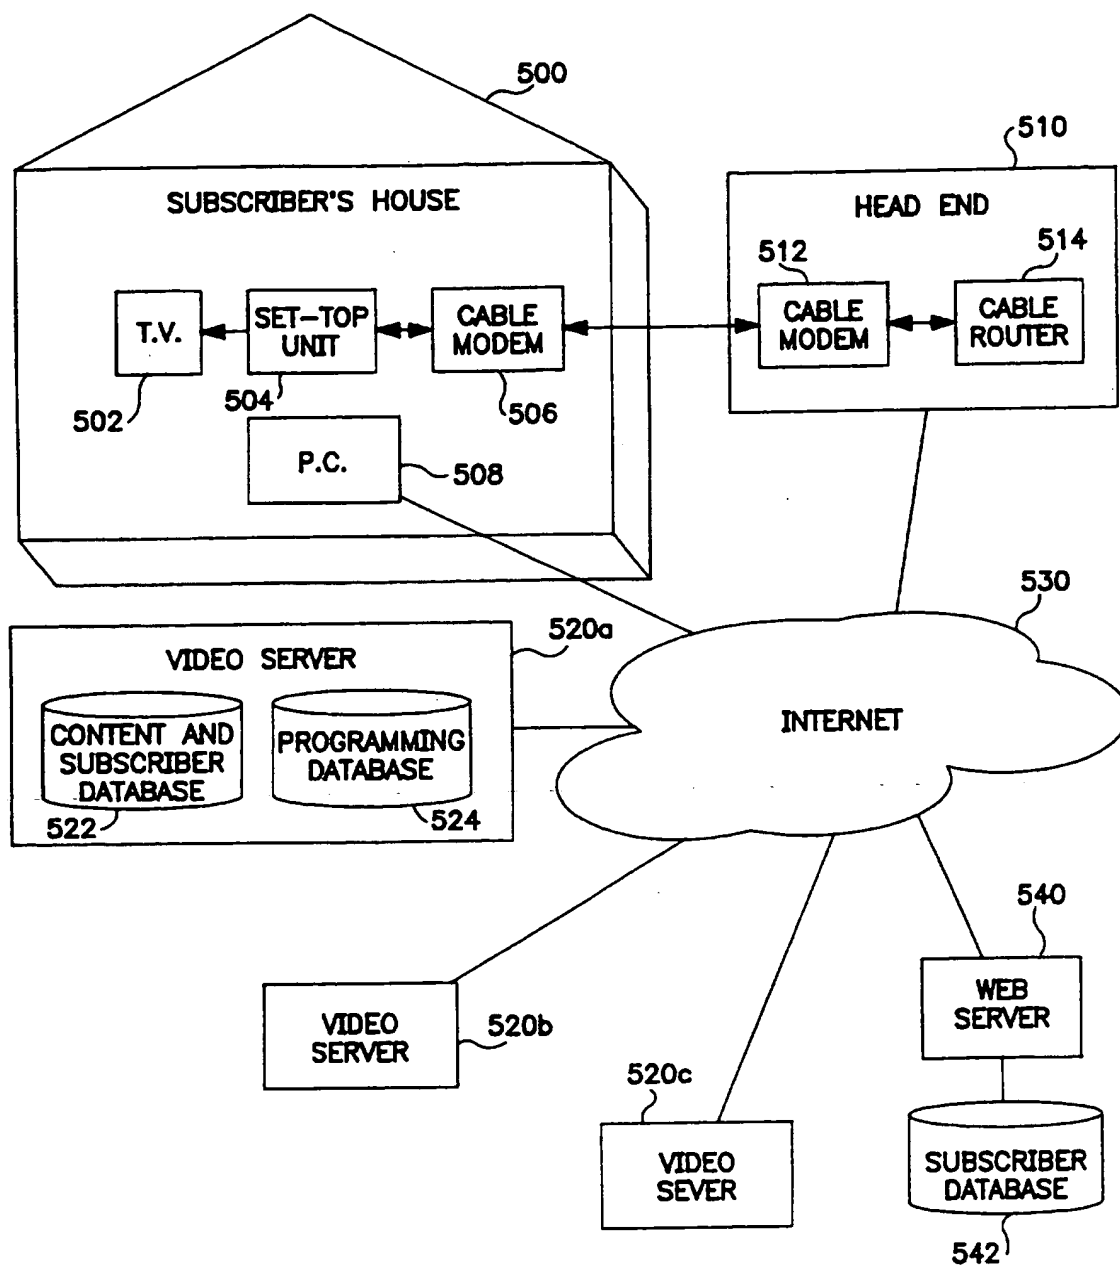 500
510
SUBSCRIBER'S HOUSE
HEAD END
512
514
T.V.
SET-TOP
UNIT
CABLE
MODEM
CABLE
MODEM
CABLE
ROUTER
502
504
506
P.C.
508
530
520a
VIDEO SERVER
CONTENT AND
SUBSCRIBER
DATABASE
PROGRAMMING
DATABASE
INTERNET
522
524
540
VIDEO
SERVER
520b
WEB
SERVER
520c
VIDEO
SEVER
SUBSCRIBER
DATABASE
542